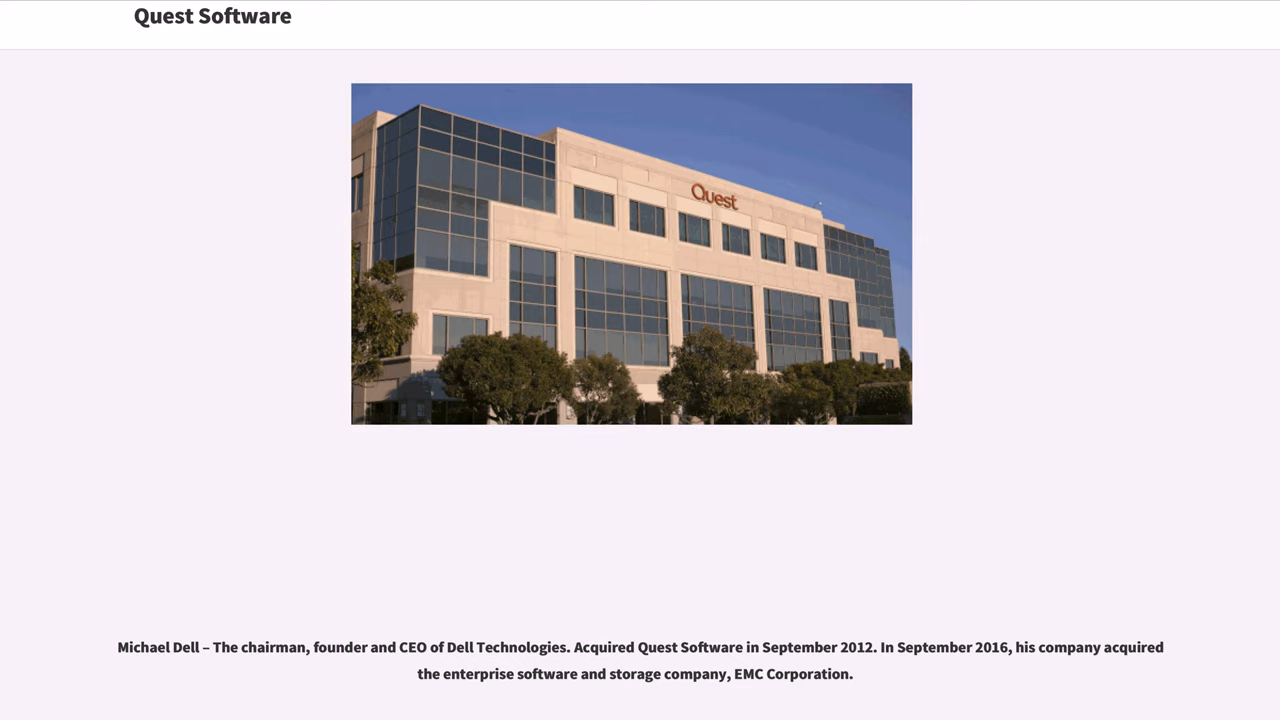 Quest Software
Quest
Michael Dell – The chairman, founder and CEO of Dell Technologies. Acquired Quest Software in September 2012. In September 2016, his company acquired
the enterprise software and storage company, EMC Corporation.